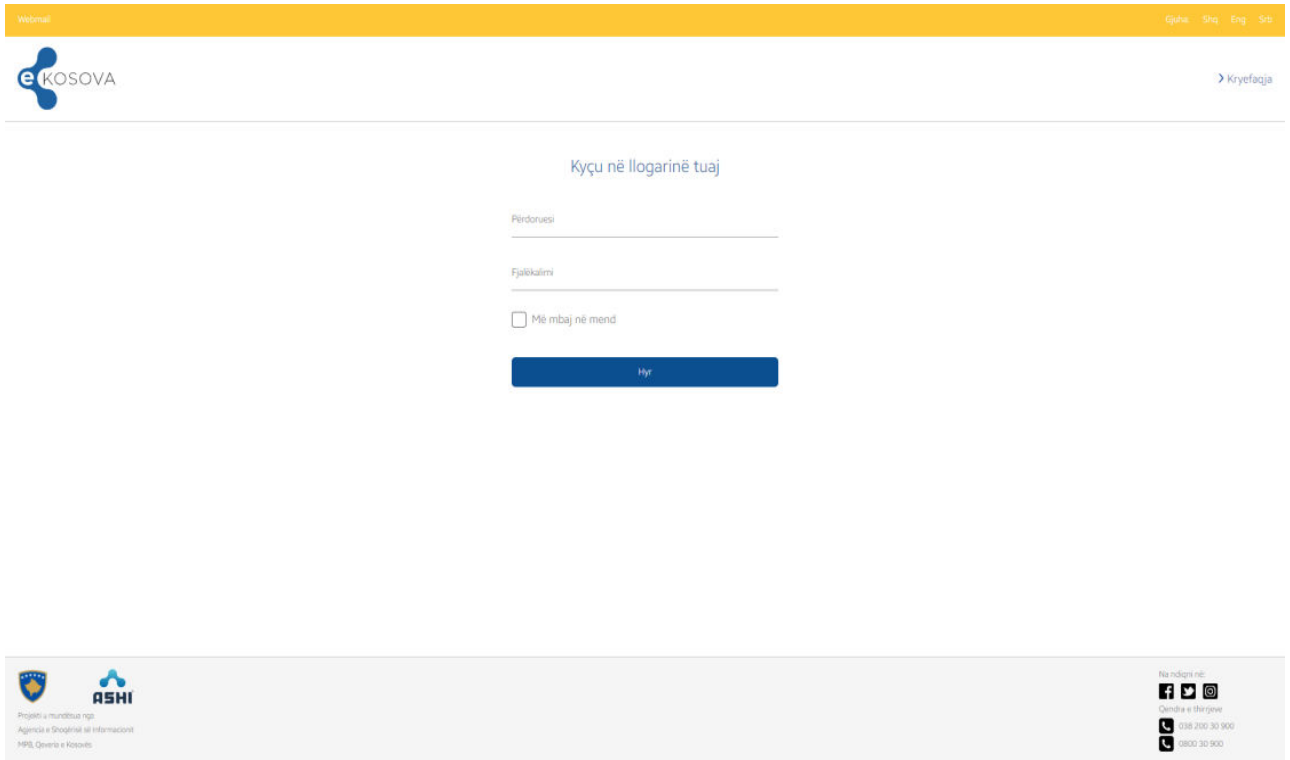 Webmail
Gjuha: Shq Eng Srb
e KOSOVA
Kryefaqja
Kyçu në llogarinë tuaj
Përdoruesi
Fjalëkalimi
Më mbaj në mend
Hyr
ASHI
Projekti u mundësua nga
Agjencia e Shoqërisë së Informacionit
MPB, Qeveria e Kosovës
Na ndiqni në:
Qendra e thirrjeve
038 200 30 900
0800 30 900